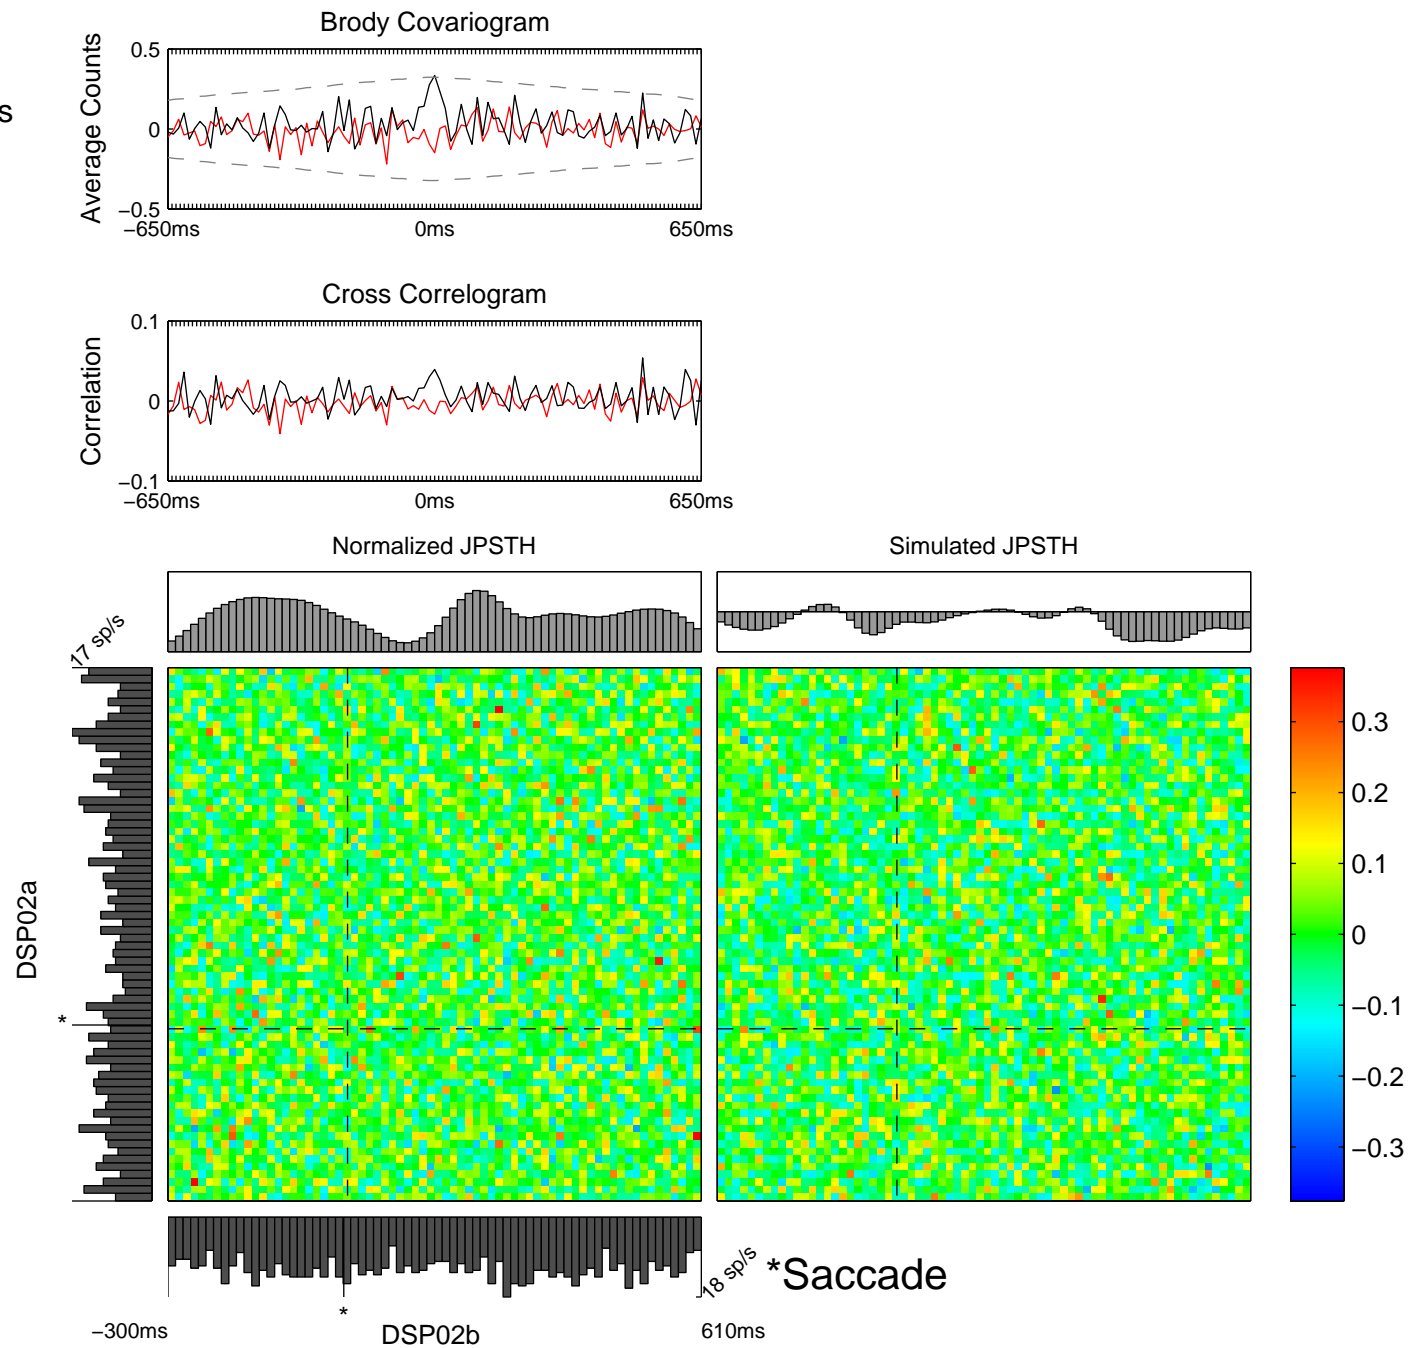 Brody Covariogram
s
Average Counts
0.5
0
−0.5
−650ms
0ms
650ms
Cross Correlogram
Correlation
0.1
0
−0.1
−650ms
0ms
650ms
Normalized JPSTH
Simulated JPSTH
17 sp/s
DSP02a
*
0.3
0.2
0.1
0
−0.1
−0.2
−0.3
18 sp/s
*Saccade
*
−300ms
DSP02b
610ms